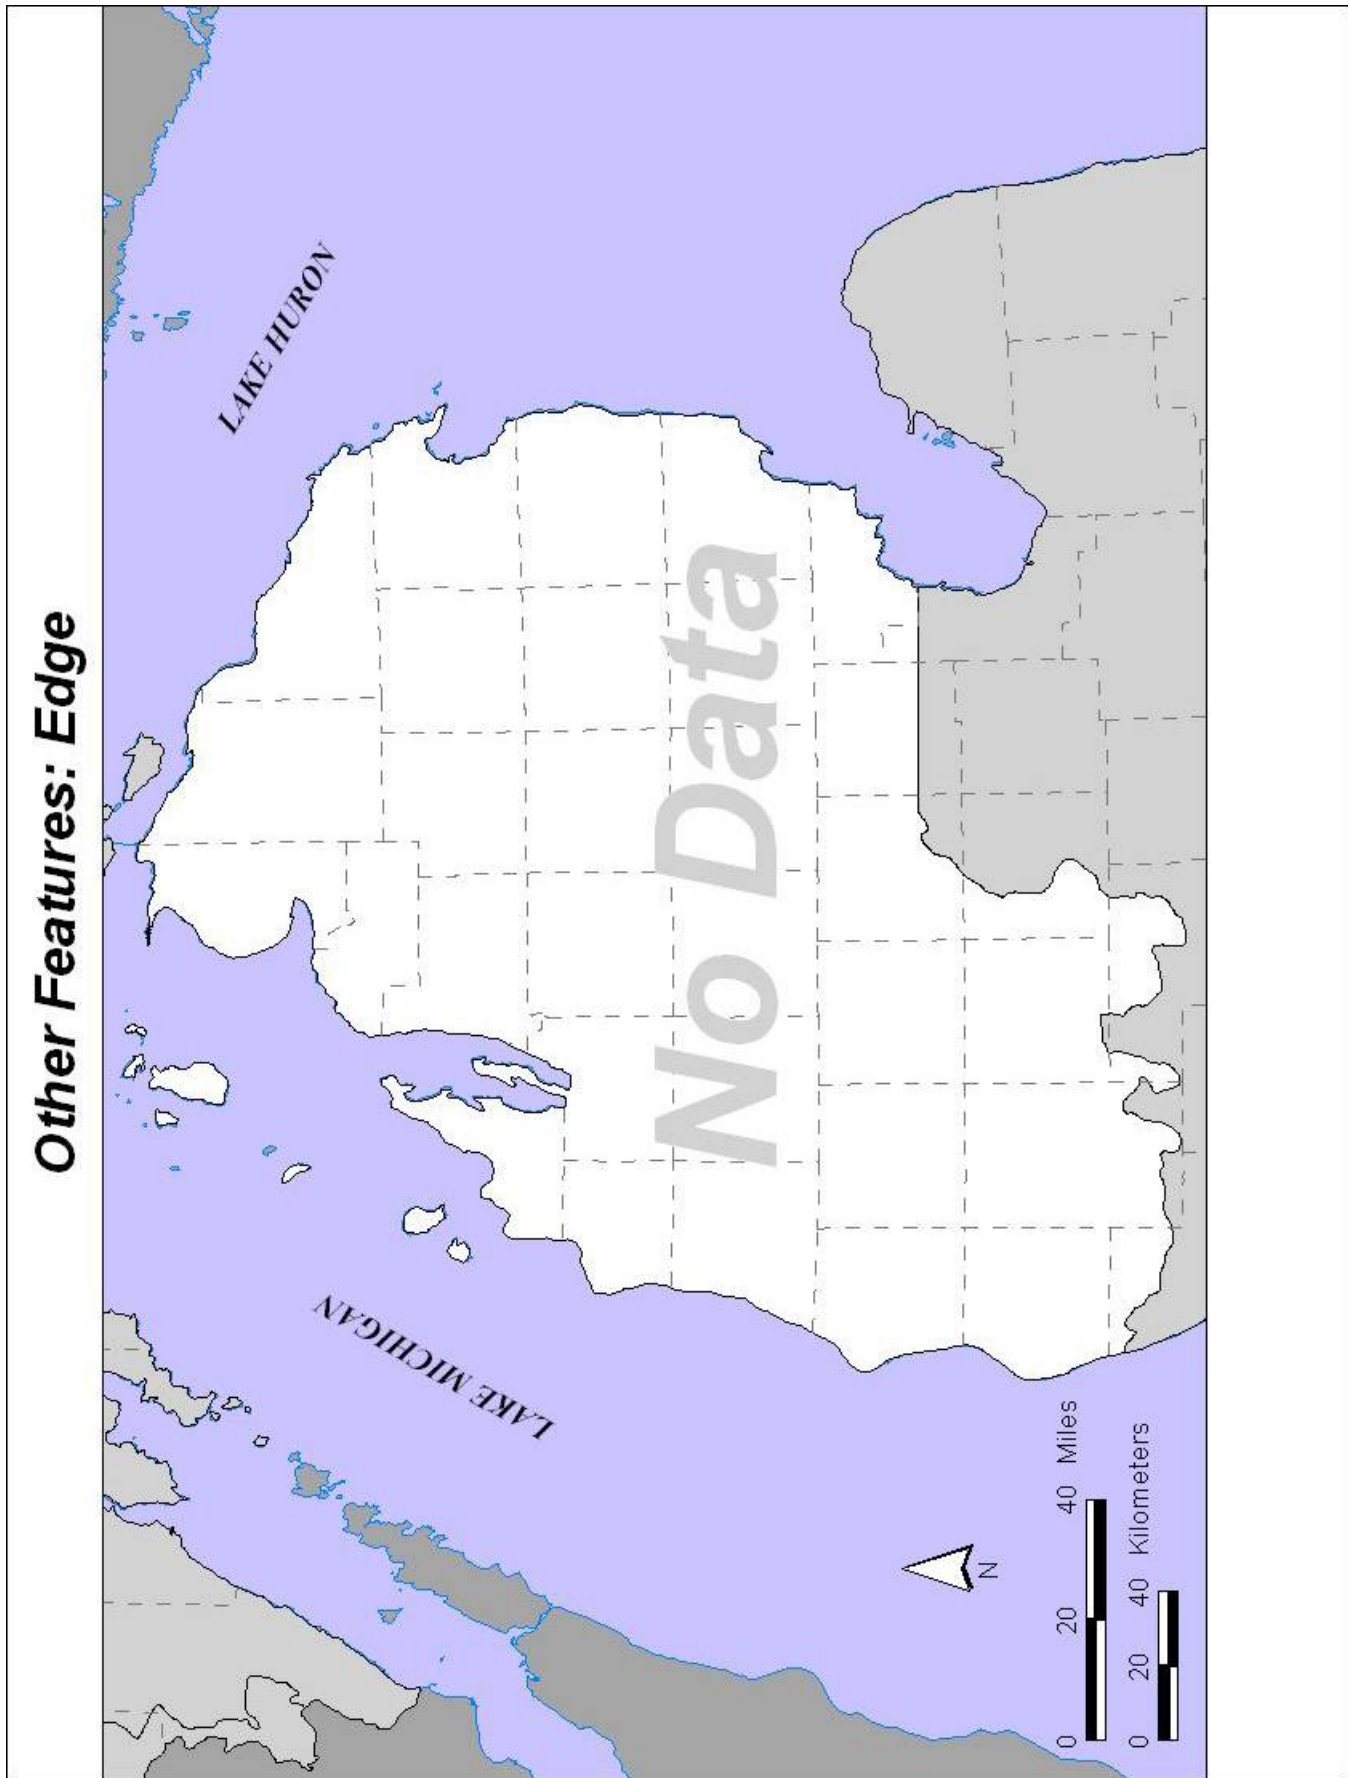 Other Features: Edge
LAKE HURON
LAKE MICHIGAN
No Data
N
0 20 40 Miles
0 20 40 Kilometers